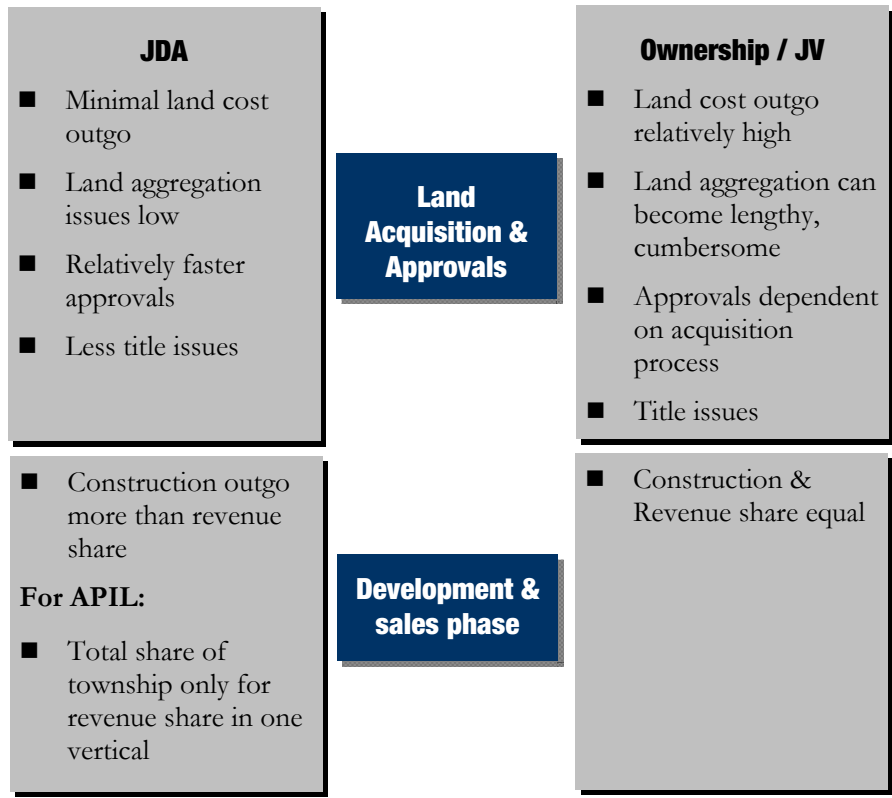 JDA
■ Minimal land cost
outgo
■ Land aggregation
issues low
■ Relatively faster
approvals
■ Less title issues
Land
Acquisition &
Approvals
Ownership / JV
■ Land cost outgo
relatively high
■ Land aggregation can
become lengthy,
cumbersome
■ Approvals dependent
on acquisition
process
■ Title issues
■ Construction outgo
more than revenue
share
For APIL:
■ Total share of
township only for
revenue share in one
vertical
Development &
sales phase
■ Construction &
Revenue share equal